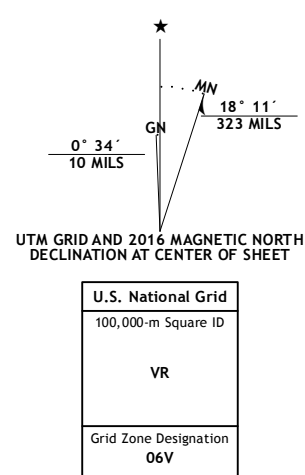 ★
MN
18° 11´
323 MILS
GN
0° 34´
10 MILS
UTM GRID AND 2016 MAGNETIC NORTH
DECLINATION AT CENTER OF SHEET
U.S. National Grid
100,000-m Square ID
VR
Grid Zone Designation
06V